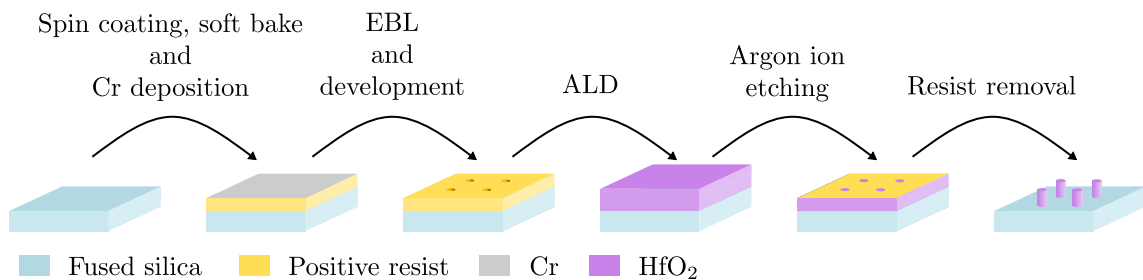 Spin coating, soft bake
and
Cr deposition
EBL
and
development
ALD
Argon ion
etching
Resist removal
Fused silica
Positive resist
Cr
HfO₂